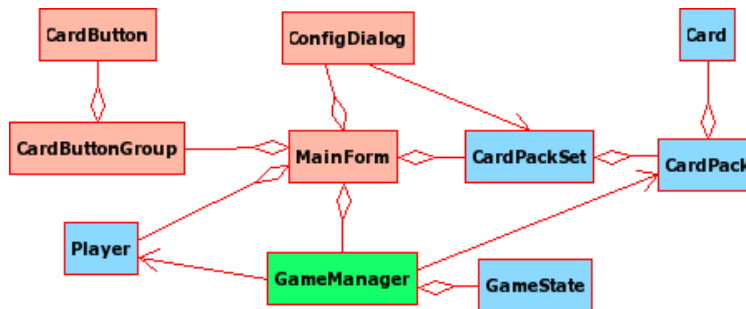 CardButton
ConfigDialog
Card
CardButtonGroup
MainForm
CardPackSet
CardPack
Player
GameManager
GameState